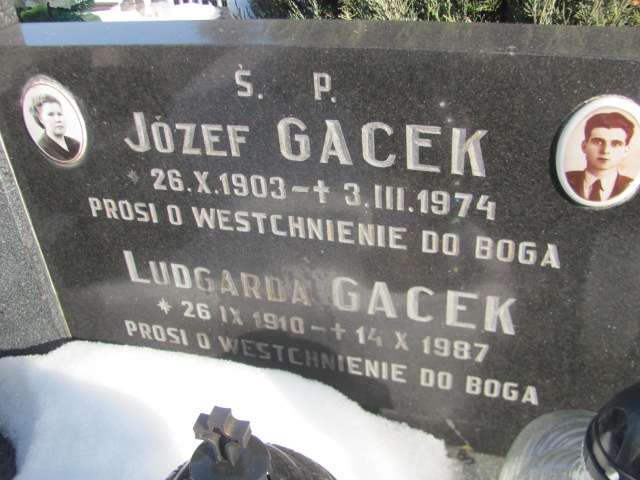 Ś. P.
JÓZEF GACEK
* 26.X.1903 - ✝ 3.III.1974
PROSI O WESTCHNIENIE DO BOGA
LUDGARDA GACEK
* 26 IX 1910 - ✝ 14 X 1987
PROSI O WESTCHNIENIE DO BOGA